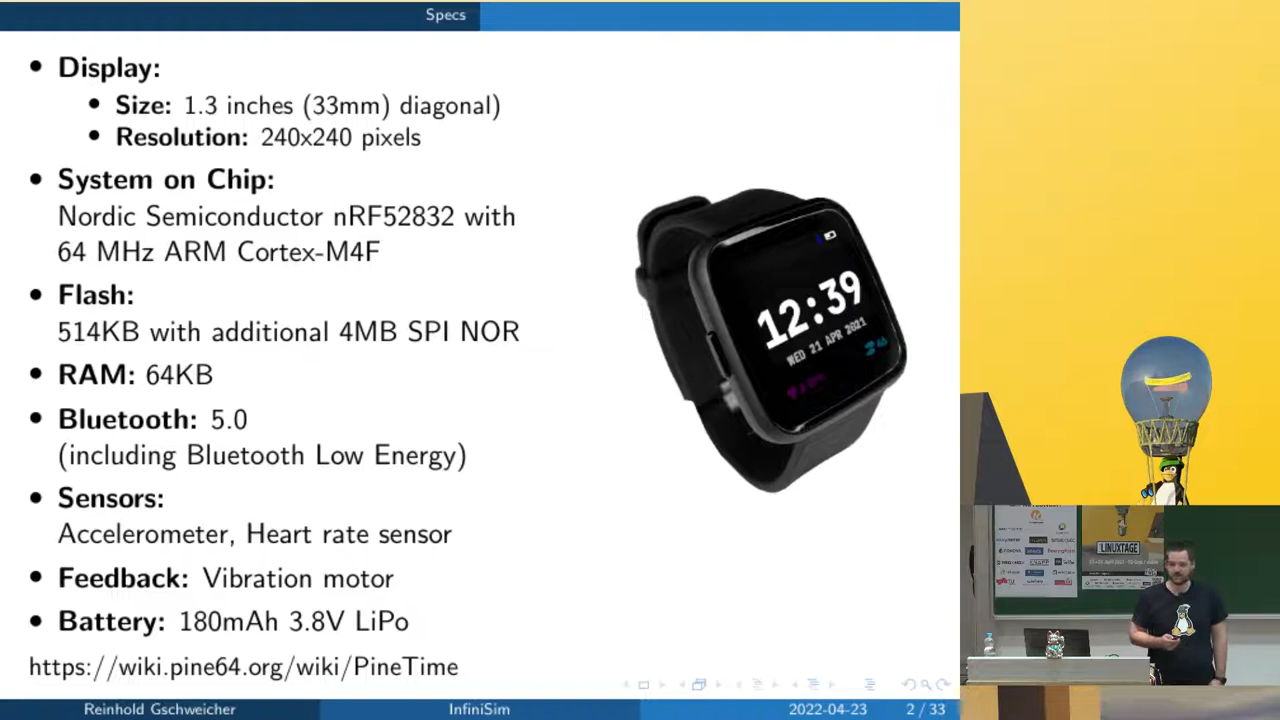 Specs
• Display:
• Size: 1.3 inches (33mm) diagonal)
• Resolution: 240x240 pixels
• System on Chip:
Nordic Semiconductor nRF52832 with
64 MHz ARM Cortex-M4F
• Flash:
514KB with additional 4MB SPI NOR
• RAM: 64KB
• Bluetooth: 5.0
(including Bluetooth Low Energy)
• Sensors:
Accelerometer, Heart rate sensor
• Feedback: Vibration motor
• Battery: 180mAh 3.8V LiPo
https://wiki.pine64.org/wiki/PineTime
12:39
WED 21 APR 2021
LINUXTAGE
Reinhold Gschweicher
InfiniSim
2022-04-23
2 / 33